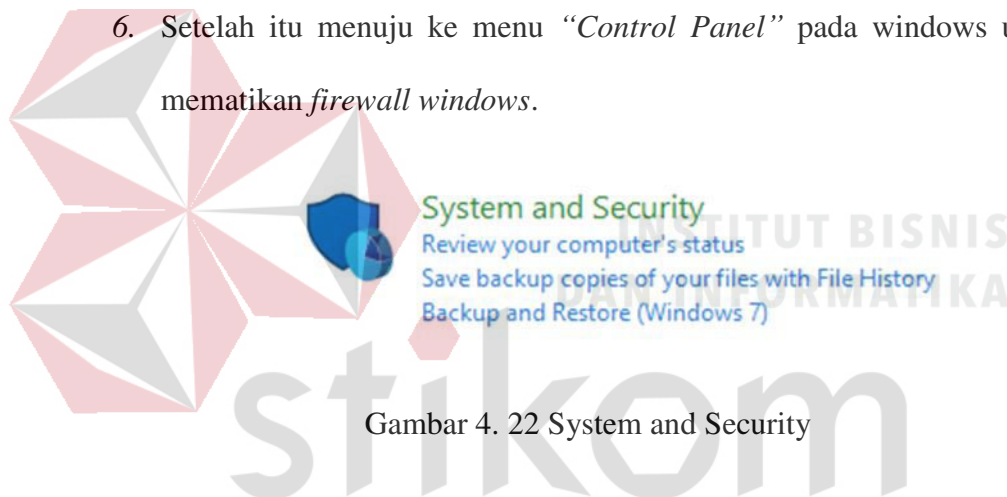 6. Setelah itu menuju ke menu “Control Panel” pada windows
mematikan firewall windows.
System and Security
Review your computer's status
Save backup copies of your files with File History
Backup and Restore (Windows 7)
INSTITUT BISNIS
DAN INFORMATIKA
stikom
Gambar 4. 22 System and Security